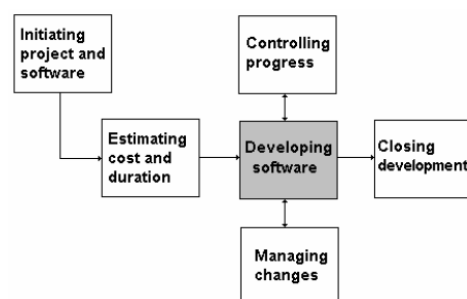 Initiating
project and
software
Controlling
progress
Estimating
cost and
duration
Developing
software
Closing
development
Managing
changes